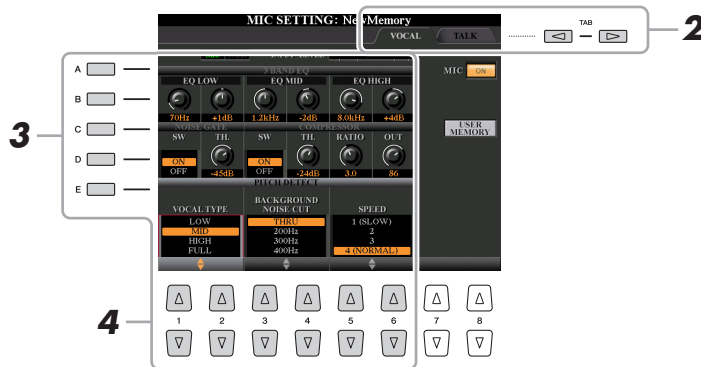 MIC SETTING: NewMemory
VOCAL TALK
TAB
2
3
4
A
B
C
D
E
MIC ON
USER MEMORY
3 BAND EQ
EQ LOW EQ MID EQ HIGH
70Hz +1dB 1.2kHz -2dB 8.0kHz +4dB
NOISE GATE COMPRESSOR
SW TH. SW TH. RATIO OUT
ON ON
OFF -45dB OFF -24dB 3.0 86
PITCH DETECT
VOCAL TYPE
BACKGROUND
NOISE CUT
SPEED
LOW THRU 1 (SLOW)
MID 200Hz 2
HIGH 300Hz 3
FULL 400Hz 4 (NORMAL)
1 2 3 4 5 6 7 8